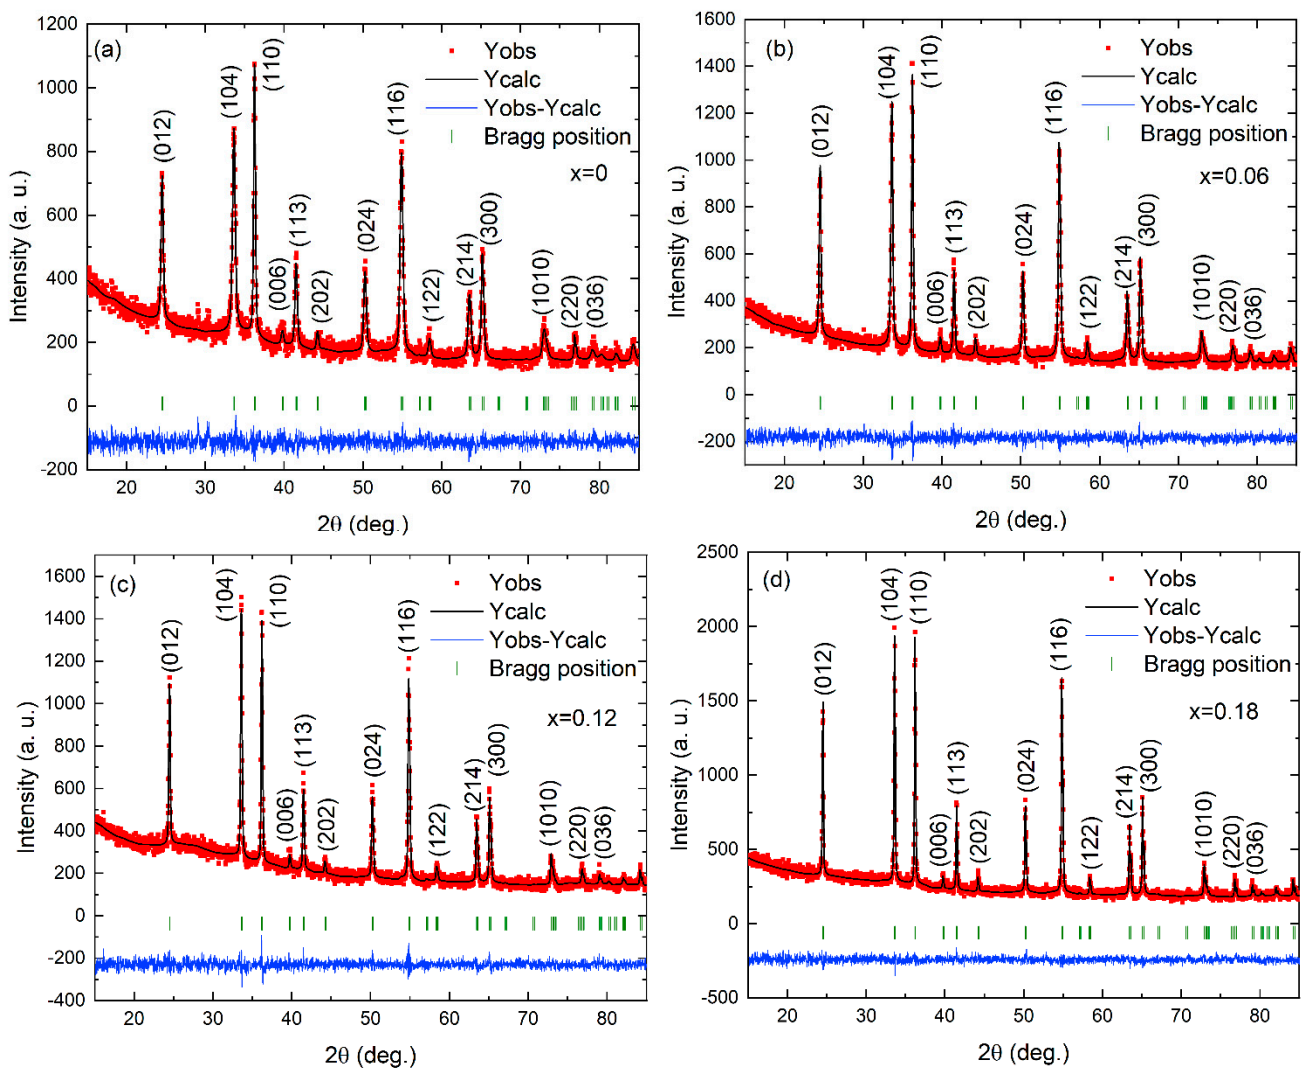 (a)
Yobs
Ycalc
Yobs-Ycalc
Bragg position
x=0
(012)
(104)
(110)
(006)
(113)
(202)
(024)
(116)
(122)
(214)
(300)
(1010)
(220)
(036)
1200
1000
800
600
400
200
0
-200
Intensity (a. u.)
20 30 40 50 60 70 80
2θ (deg.)
(b)
Yobs
Ycalc
Yobs-Ycalc
Bragg position
x=0.06
(012)
(104)
(110)
(006)
(113)
(202)
(024)
(116)
(122)
(214)
(300)
(1010)
(220)
(036)
1600
1400
1200
1000
800
600
400
200
0
-200
Intensity (a. u.)
20 30 40 50 60 70 80
2θ (deg.)
(c)
Yobs
Ycalc
Yobs-Ycalc
Bragg position
x=0.12
(012)
(104)
(110)
(006)
(113)
(202)
(024)
(116)
(122)
(214)
(300)
(1010)
(220)
(036)
1600
1400
1200
1000
800
600
400
200
0
-200
-400
Intensity (a. u.)
20 30 40 50 60 70 80
2θ (deg.)
(d)
Yobs
Ycalc
Yobs-Ycalc
Bragg position
x=0.18
(012)
(104)
(110)
(006)
(113)
(202)
(024)
(116)
(122)
(214)
(300)
(1010)
(220)
(036)
2500
2000
1500
1000
500
0
-500
Intensity (a. u.)
20 30 40 50 60 70 80
2θ (deg.)